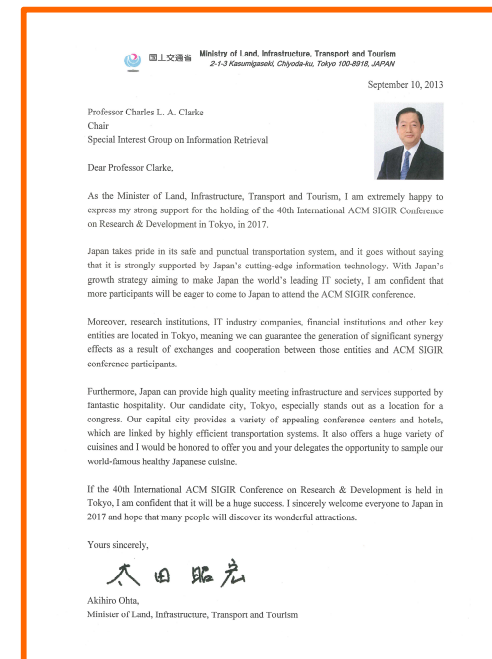 国土交通省
Ministry of Land, Infrastructure, Transport and Tourism
2-1-3 Kasumigaseki, Chiyoda-ku, Tokyo 100-8918, JAPAN
September 10, 2013
Professor Charles L. A. Clarke
Chair
Special Interest Group on Information Retrieval
Dear Professor Clarke,
As the Minister of Land, Infrastructure, Transport and Tourism, I am extremely happy to
express my strong support for the holding of the 40th International ACM SIGIR Conference
on Research & Development in Tokyo, in 2017.
Japan takes pride in its safe and punctual transportation system, and it goes without saying
that it is strongly supported by Japan's cutting-edge information technology. With Japan's
growth strategy aiming to make Japan the world's leading IT society, I am confident that
more participants will be eager to come to Japan to attend the ACM SIGIR conference.
Moreover, research institutions, IT industry companies, financial institutions and other key
entities are located in Tokyo, meaning we can guarantee the generation of significant synergy
effects as a result of exchanges and cooperation between those entities and ACM SIGIR
conference participants.
Furthermore, Japan can provide high quality meeting infrastructure and services supported by
fantastic hospitality. Our candidate city, Tokyo, especially stands out as a location for a
congress. Our capital city provides a variety of appealing conference centers and hotels,
which are linked by highly efficient transportation systems. It also offers a huge variety of
cuisines and I would be honored to offer you and your delegates the opportunity to sample our
world-famous healthy Japanese cuisine.
If the 40th International ACM SIGIR Conference on Research & Development is held in
Tokyo, I am confident that it will be a huge success. I sincerely welcome everyone to Japan in
2017 and hope that many people will discover its wonderful attractions.
Yours sincerely,
太田昭宏
Akihiro Ohta,
Minister of Land, Infrastructure, Transport and Tourism